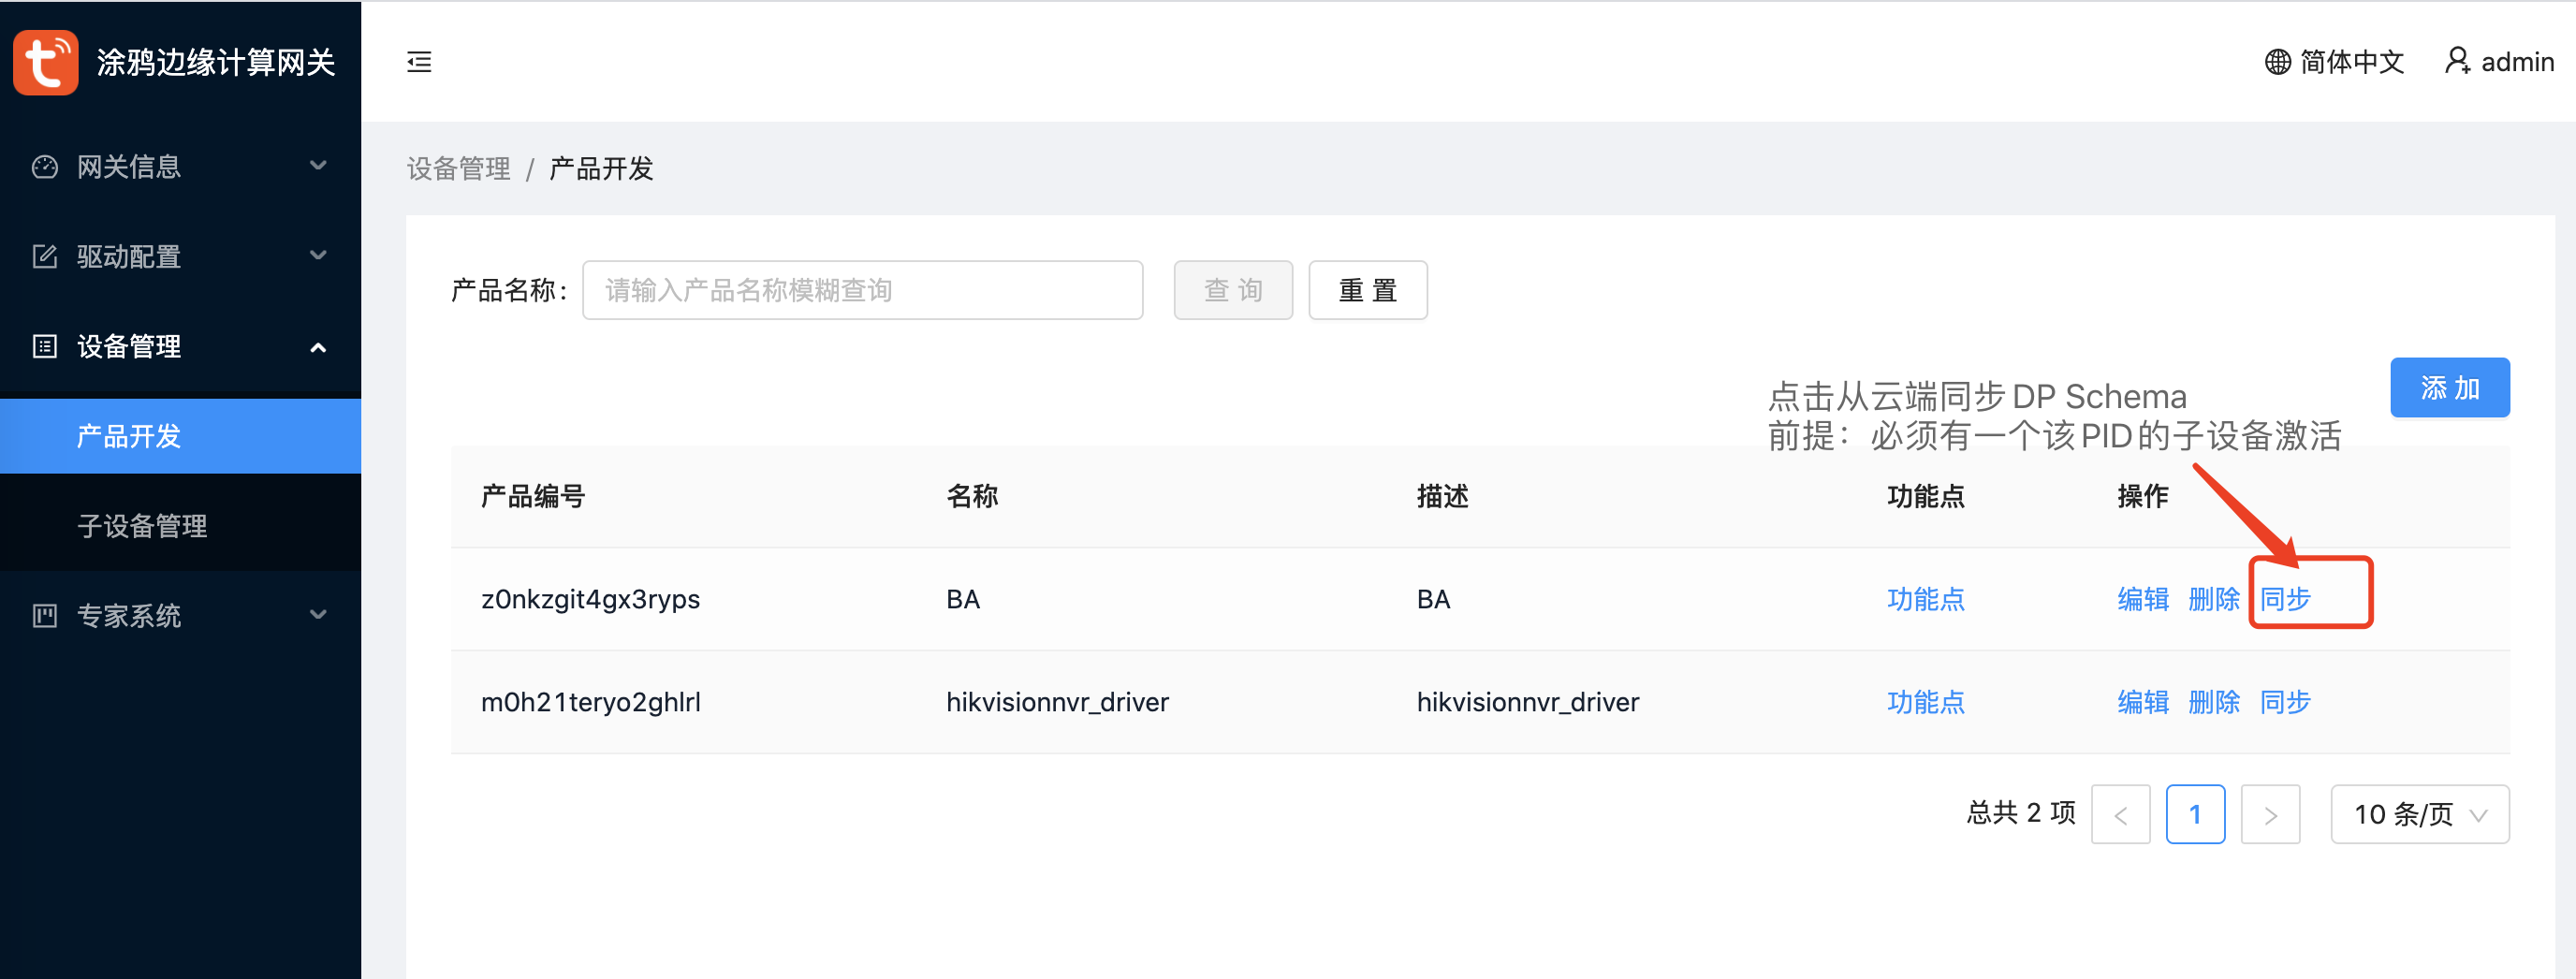 涂鸦边缘计算网关
简体中文
admin
网关信息
驱动配置
设备管理
产品开发
子设备管理
专家系统
设备管理 / 产品开发
产品名称: 请输入产品名称模糊查询 查 询 重 置
添 加
点击从云端同步DP Schema
前提：必须有一个该PID的子设备激活
产品编号 名称 描述 功能点 操作
z0nkzgit4gx3ryps BA BA 功能点 编辑 删除 同步
m0h21teryo2ghlrl hikvisionnvr_driver hikvisionnvr_driver 功能点 编辑 删除 同步
总共 2 项 < 1 > 10 条/页